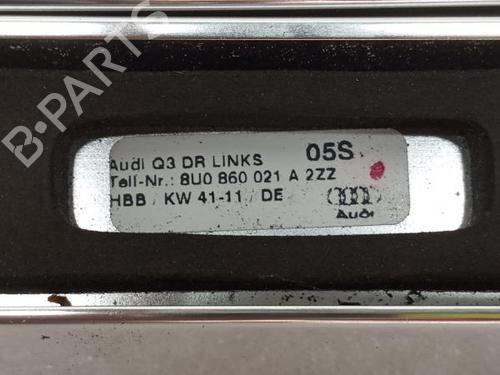 B-PARTS
Audi Q3 DR LINKS 05S
Teil-Nr.: 8U0 860 021 A 2ZZ
HBB / KW 41-11 / DE
Audi